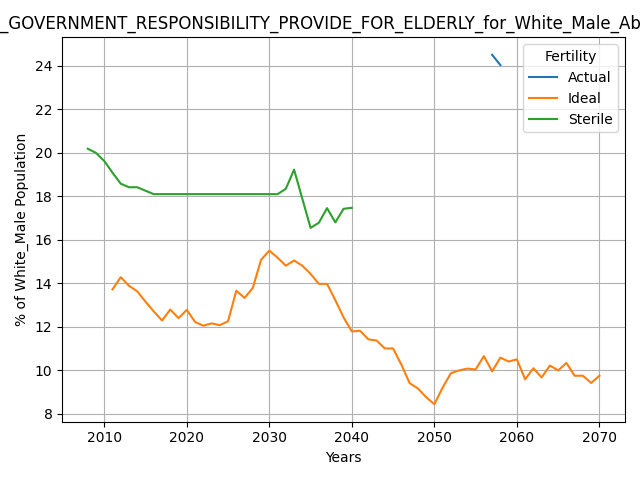 _GOVERNMENT_RESPONSIBILITY_PROVIDE_FOR_ELDERLY_for_White_Male_Ab
Fertility
Actual
Ideal
Sterile
% of White_Male Population
24
22
20
18
16
14
12
10
8
2010 2020 2030 2040 2050 2060 2070
Years